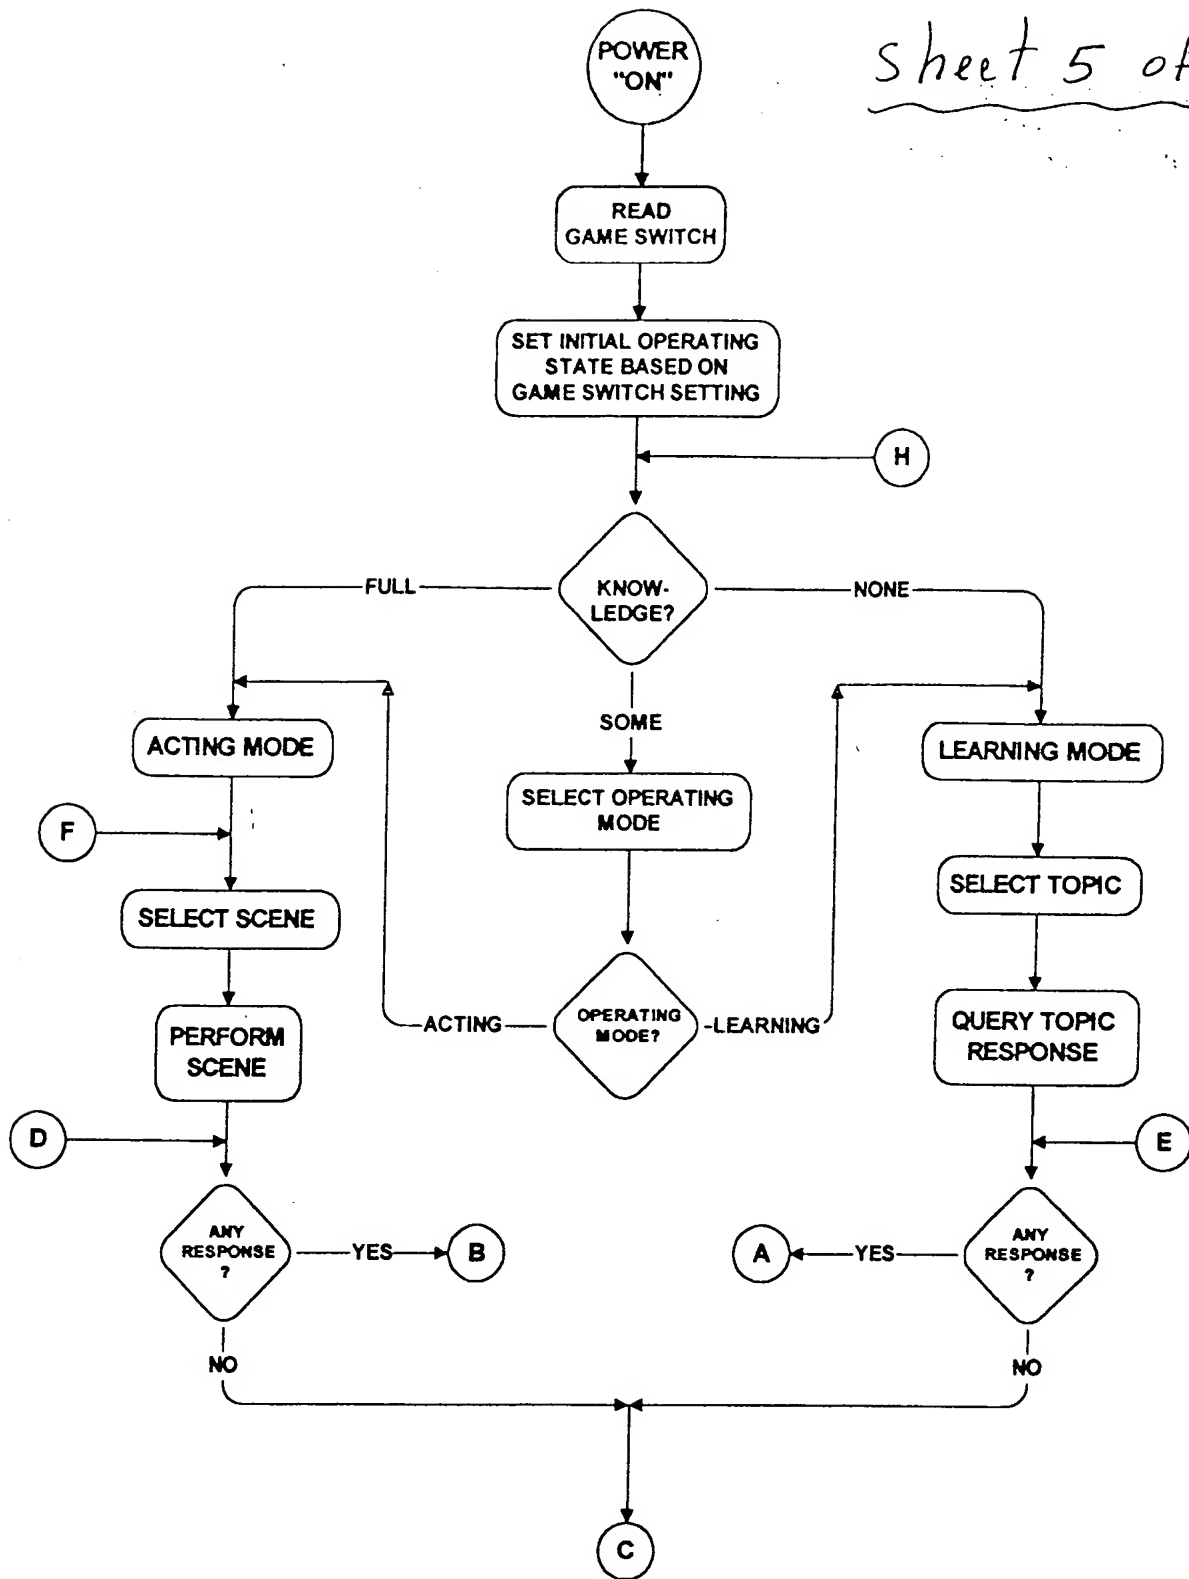 POWER
"ON"
sheet 5 of
READ
GAME SWITCH
SET INITIAL OPERATING
STATE BASED ON
GAME SWITCH SETTING
H
FULL
KNOW-
LEDGE?
NONE
SOME
ACTING MODE
SELECT OPERATING
MODE
LEARNING MODE
F
SELECT SCENE
SELECT TOPIC
PERFORM
SCENE
ACTING
OPERATING
MODE?
LEARNING
QUERY TOPIC
RESPONSE
D
E
ANY
RESPONSE
?
YES
B
A
YES
ANY
RESPONSE
?
NO
NO
C